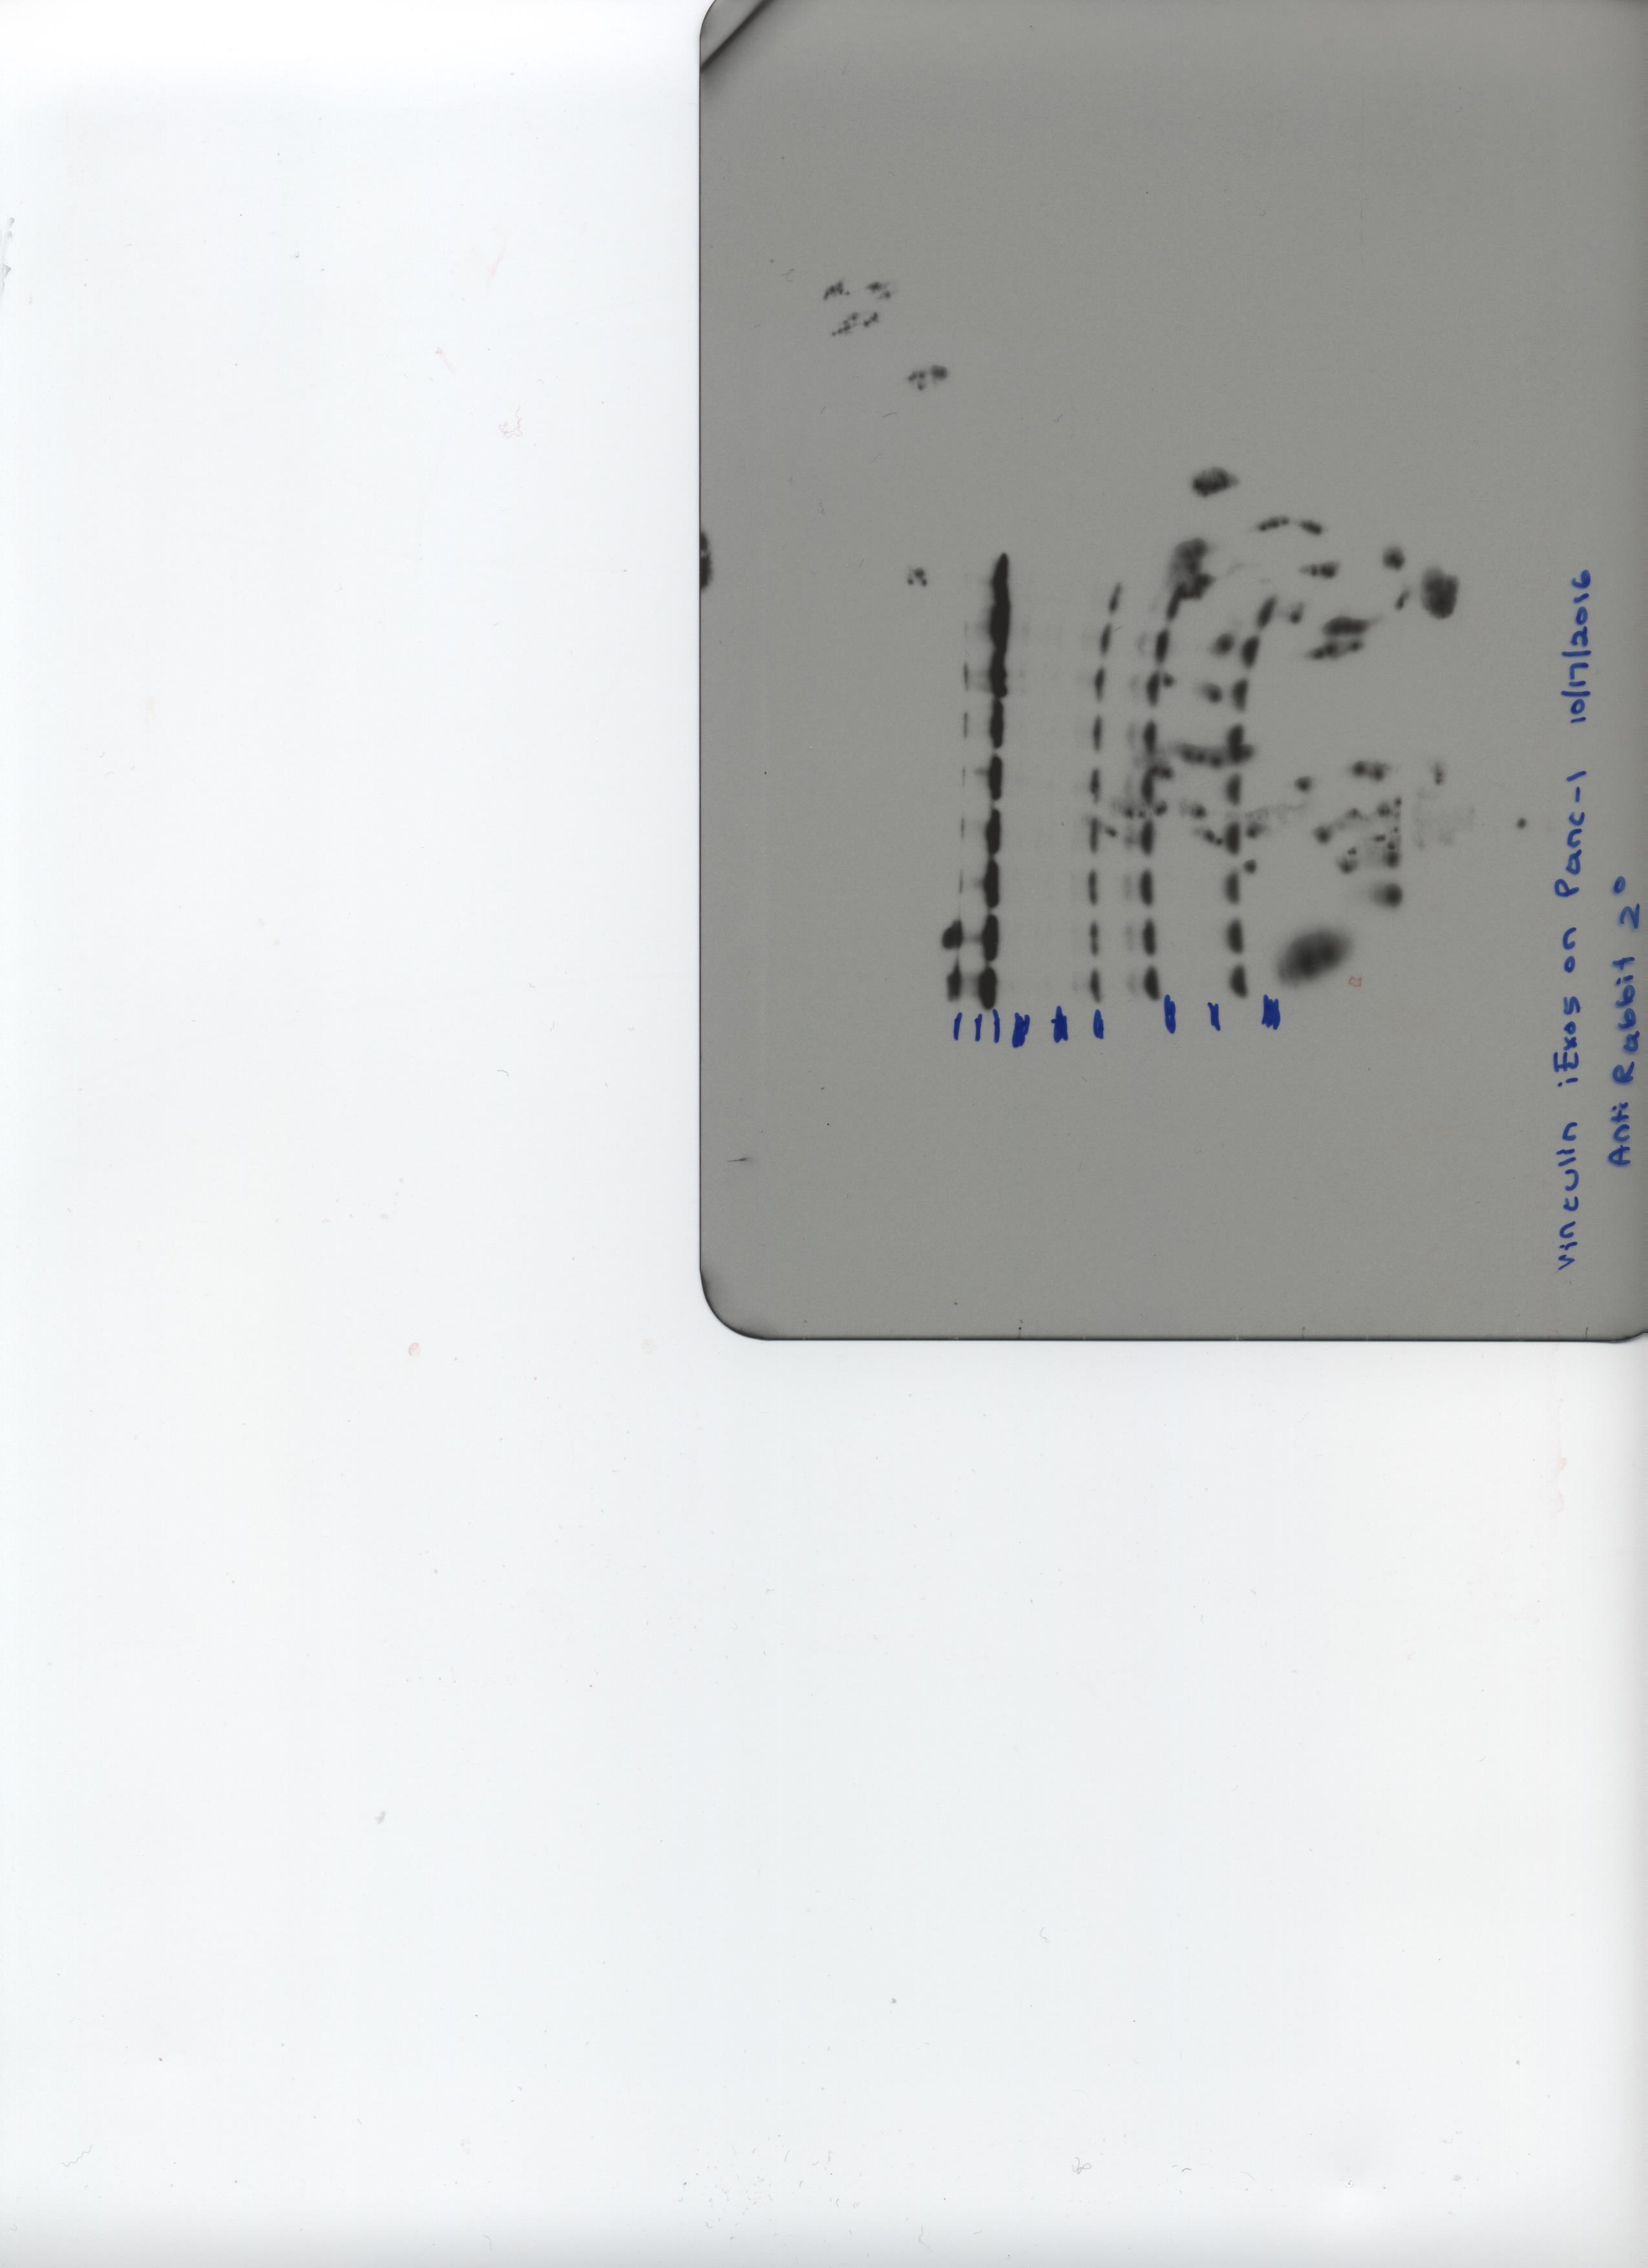 Vinculin iExos on Panc-1 10/17/2016
Anti Rabbit 2°